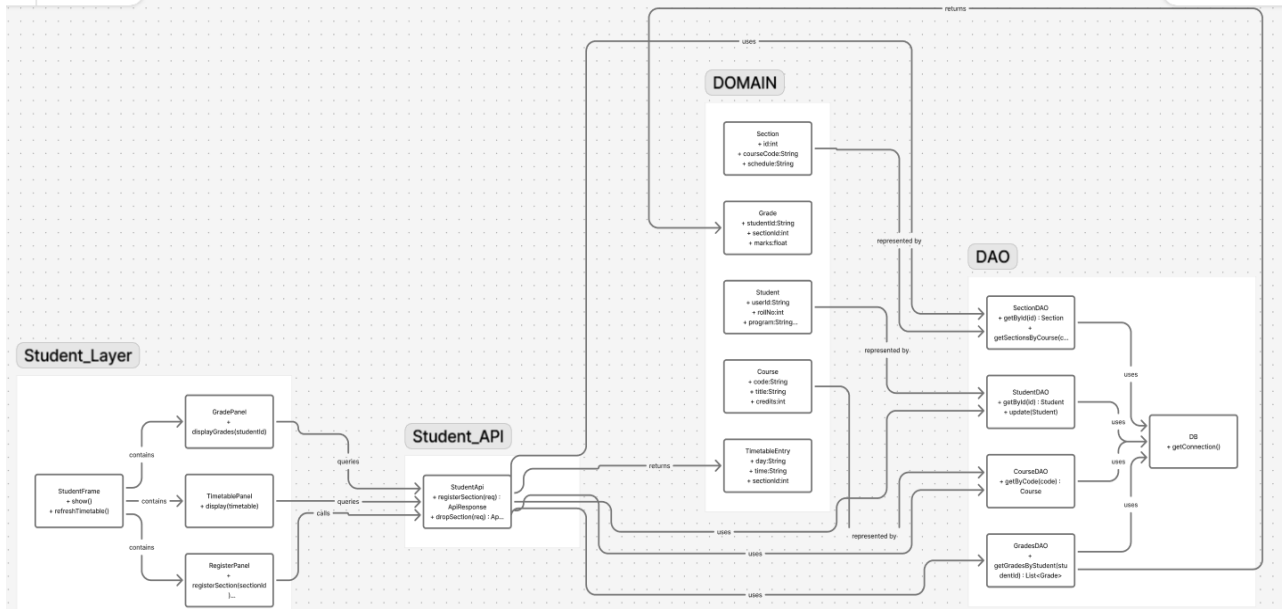 returns
uses
DOMAIN
Section
+ id:int
+ courseCode:String
+ schedule:String
Grade
+ studentId:String
+ sectionId:int
+ marks:float
represented by
DAO
Student
+ userId:String
+ rollNo:int
+ program:String...
SectionDAO
+ getById(id) : Section
+
getSectionsByCourse(c...
Student_Layer
represented by
Course
+ code:String
+ title:String
+ credits:int
uses
StudentDAO
+ getById(id) : Student
+ update(Student)
GradePanel
+
displayGrades(studentId)
Student_API
uses
DB
+ getConnection()
contains
queries
TimetableEntry
+ day:String
+ time:String
+ sectionId:int
returns
uses
CourseDAO
+ getByCode(code) :
Course
StudentFrame
+ show()
+ refreshTimetable()
contains
TimetablePanel
+ display(timetable)
queries
calls
StudentApi
+ registerSection(req) :
ApiResponse
+ dropSection(req) : Ap...
uses
uses
represented by
contains
uses
GradesDAO
+
getGradesByStudent(stu
dentId) : List<Grade>
RegisterPanel
+
registerSection(sectionId
)...
uses